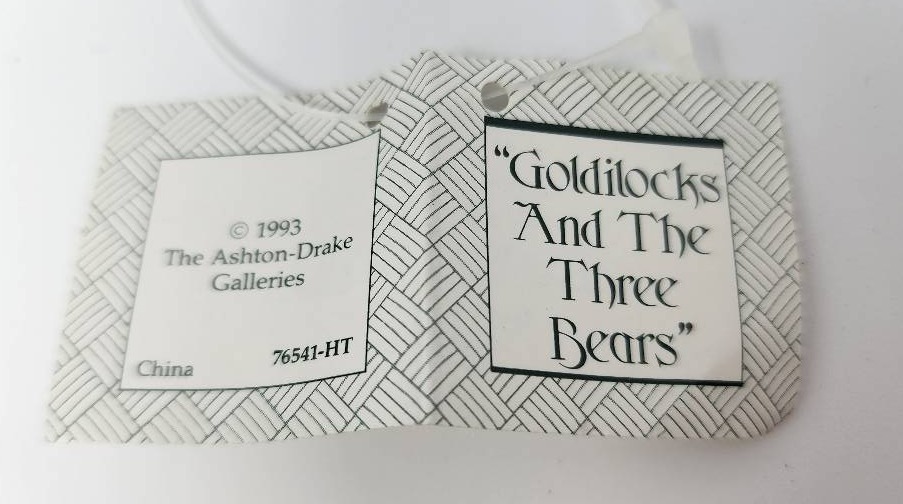 © 1993
The Ashton-Drake
Galleries
China
76541-HT
“Goldilocks
And The
Three
Bears”